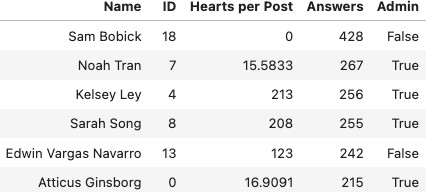 Name ID Hearts per Post Answers Admin
Sam Bobick 18 0 428 False
Noah Tran 7 15.5833 267 True
Kelsey Ley 4 213 256 True
Sarah Song 8 208 255 True
Edwin Vargas Navarro 13 123 242 False
Atticus Ginsborg 0 16.9091 215 True